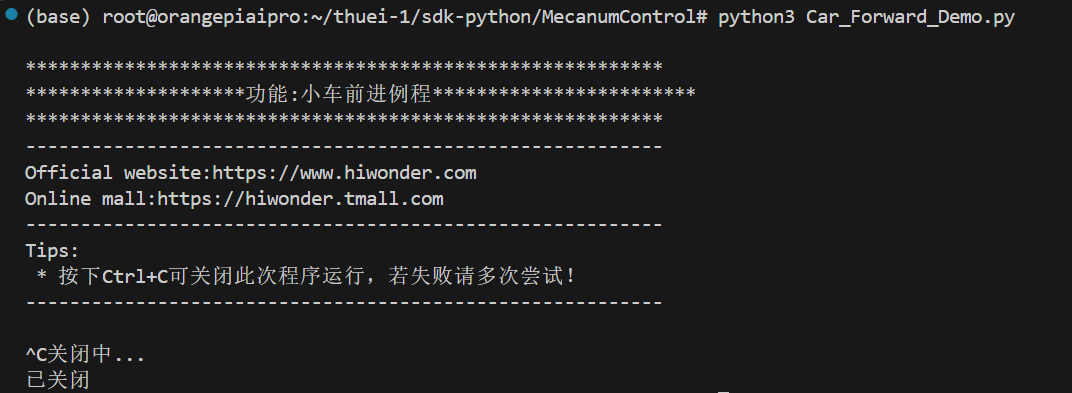 (base) root@orangepiaipro:~/thuei-1/sdk-python/MecanumControl# python3 Car_Forward_Demo.py
**********************************************************
********************功能:小车前进例程************************
**********************************************************
----------------------------------------------------------
Official website:https://www.hiwonder.com
Online mall:https://hiwonder.tmall.com
----------------------------------------------------------
Tips:
 * 按下Ctrl+C可关闭此次程序运行，若失败请多次尝试！
----------------------------------------------------------
^C关闭中...
已关闭